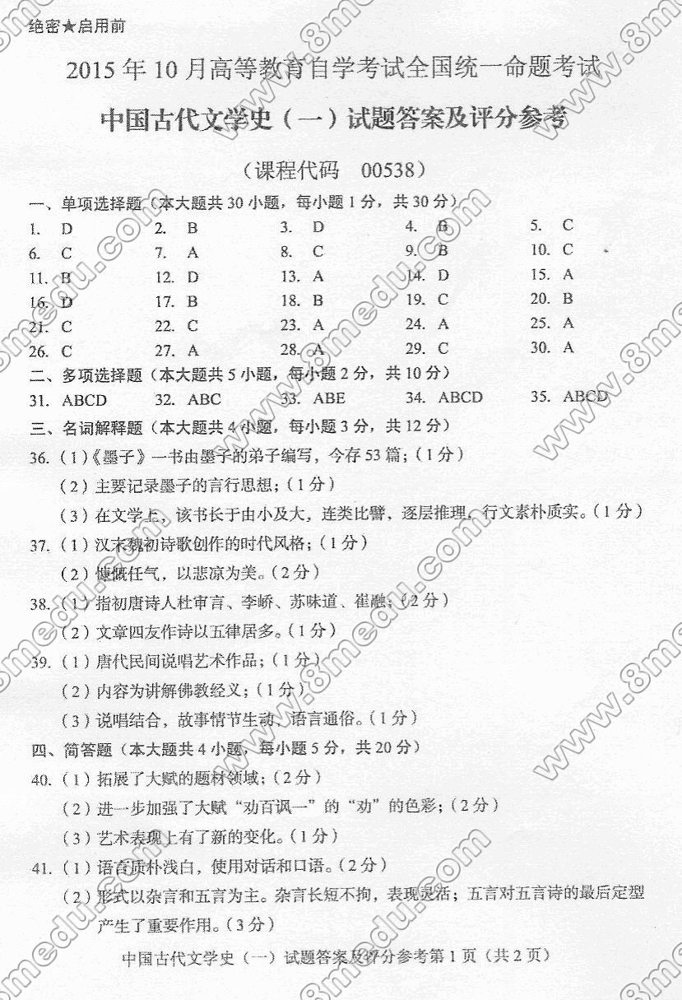 绝密★启用前
2015 年 10 月高等教育自学考试全国统一命题考试
中国古代文学史(一)试题答案及评分参考
(课程代码 00538)
一、单项选择题(本大题共 30 小题,每小题 1 分,共 30 分)
1. D 2. B 3. D 4. B 5. C
6. C 7. A 8. C 9. B 10. C
11. B 12. D 13. A 14. D 15. A
16. D 17. B 18. B 19. C 20. B
21. C 22. C 23. A 24. A 25. A
26. C 27. A 28. A 29. C 30. A
二、多项选择题(本大题共 5 小题,每小题 2 分,共 10 分)
31. ABCD 32. ABC 33. ABE 34. ABCD 35. ABCD
三、名词解释题(本大题共 4 小题,每小题 3 分,共 12 分)
36.(1)《墨子》一书由墨子的弟子编写,今存 53 篇;(1 分)
(2)主要记录墨子的言行思想;(1 分)
(3)在文学上,该书长于由小及大,连类比譬,逐层推理,行文素朴质实。(1 分)
37.(1)汉末魏初诗歌创作的时代风格;(1 分)
(2)慷慨任气,以悲凉为美。(2 分)
38.(1)指初唐诗人杜审言、李峤、苏味道、崔融;(2 分)
(2)文章四友作诗以五律居多。(1 分)
39.(1)唐代民间说唱艺术作品;(1 分)
(2)内容为讲解佛教经义;(1 分)
(3)说唱结合,故事情节生动,语言通俗。(1 分)
四、简答题(本大题共 4 小题,每小题 5 分,共 20 分)
40.(1)拓展了大赋的题材领域;(2 分)
(2)进一步加强了大赋“劝百讽一”的“劝”的色彩;(2 分)
(3)艺术表现上有了新的变化。(1 分)
41.(1)语言质朴浅白,使用对话和口语。(2 分)
(2)形式以杂言和五言为主。杂言长短不拘,表现灵活;五言对五言诗的最后定型
产生了重要作用。(3 分)
中国古代文学史(一)试题答案及评分参考第 1 页(共 2 页)
www.8medu.com